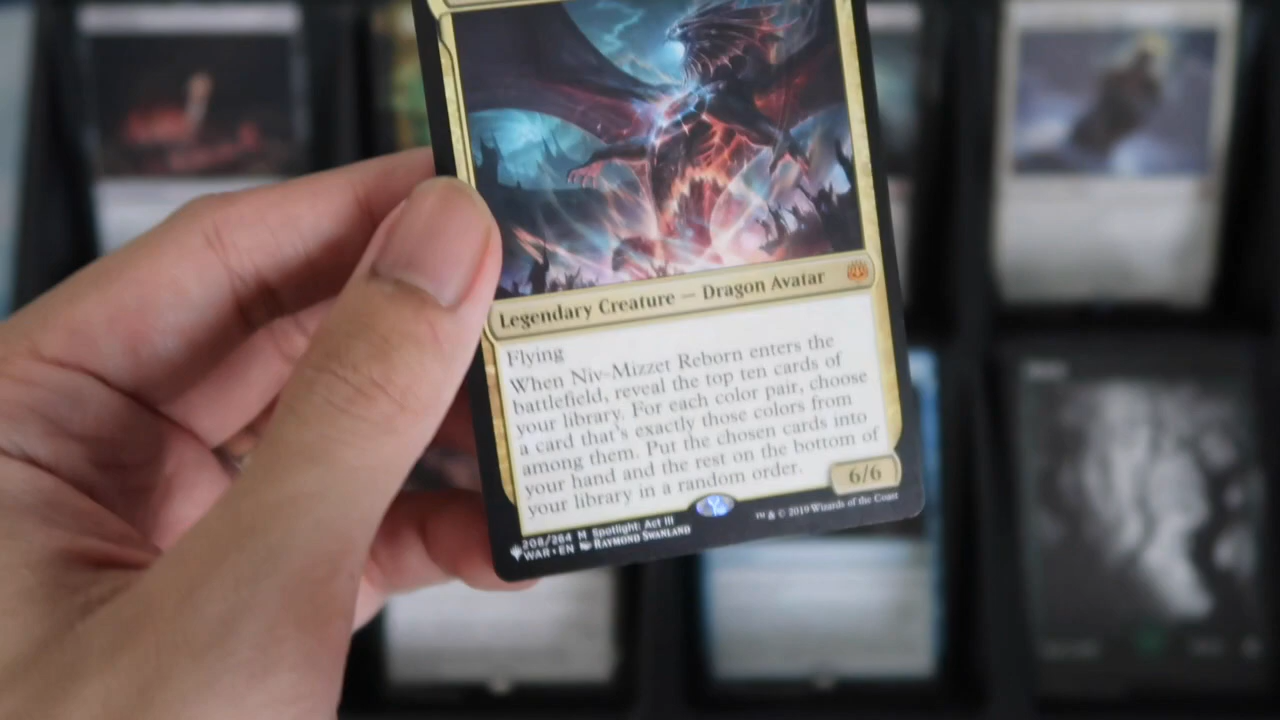 Legendary Creature — Dragon Avatar
Flying
When Niv-Mizzet Reborn enters the
battlefield, reveal the top ten cards of
your library. For each color pair, choose
a card that's exactly those colors from
among them. Put the chosen cards into
your hand and the rest on the bottom of
your library in a random order.
6/6
208/264 M Spotlight: Act III
WAR • EN RAYMOND SWANLAND
™ & © 2019 Wizards of the Coast